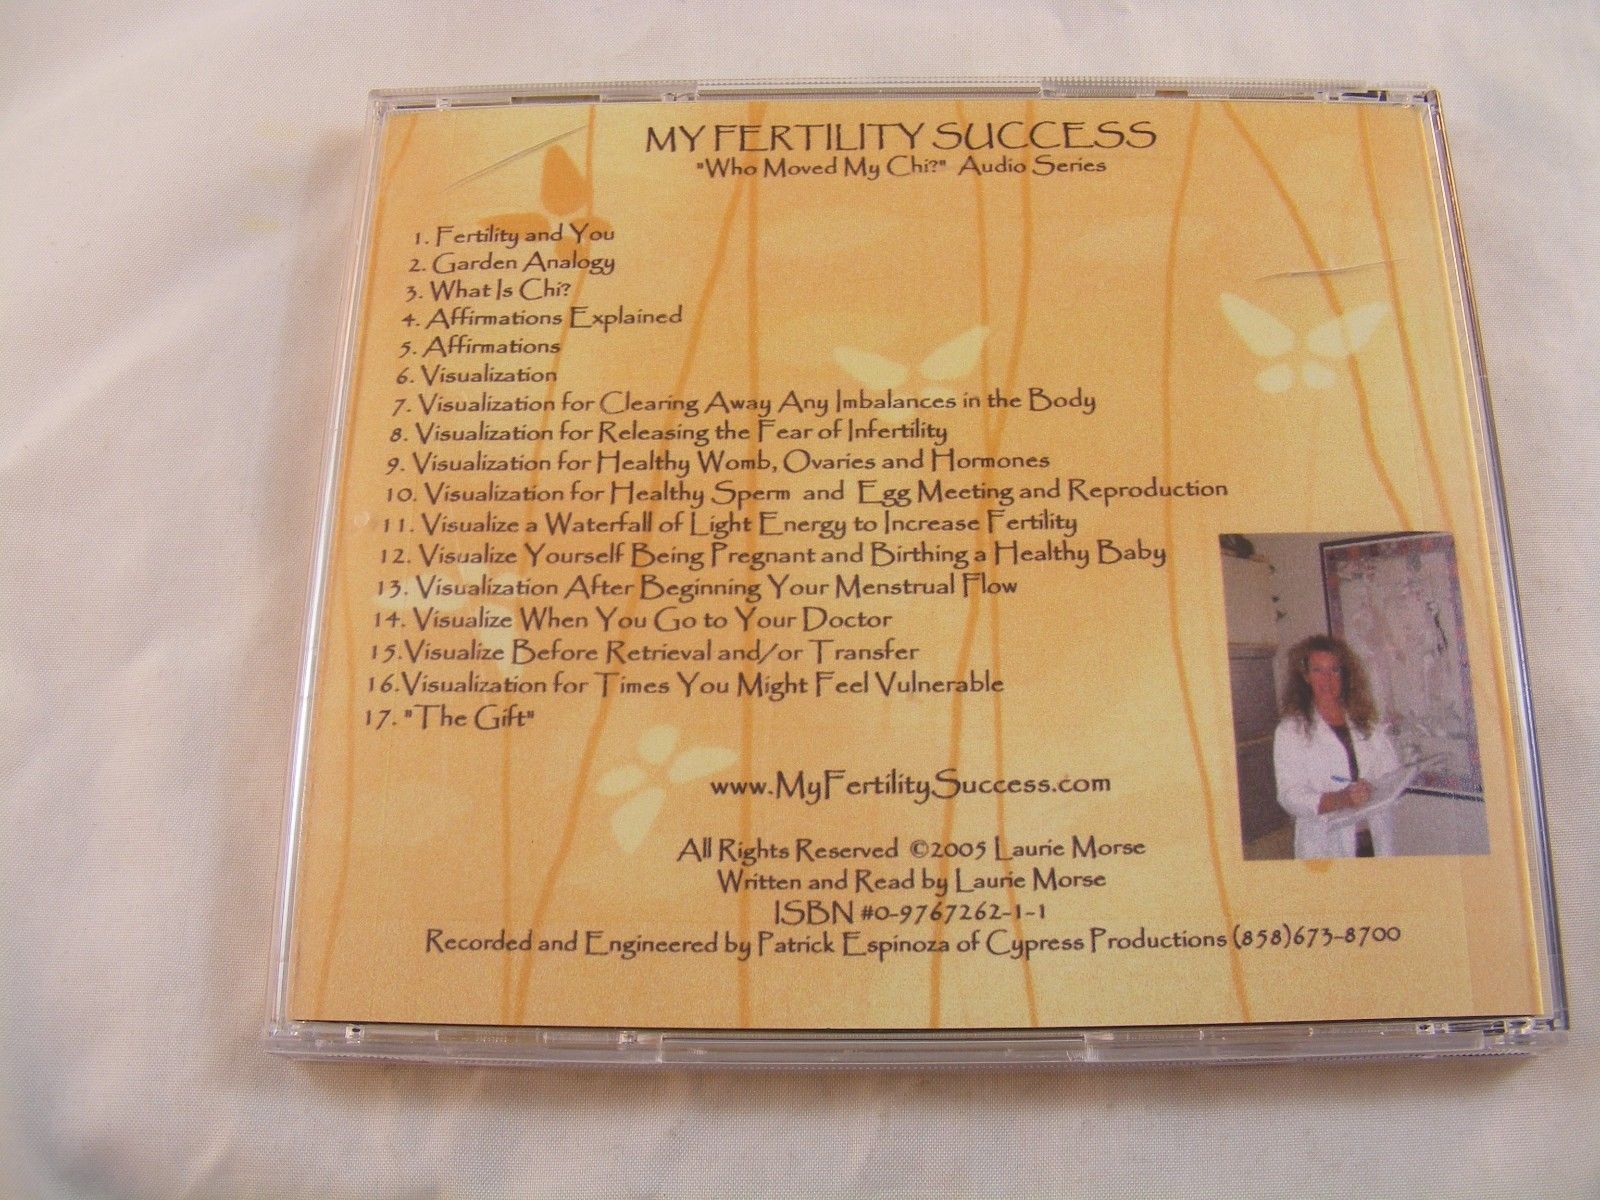 MY FERTILITY SUCCESS
"Who Moved My Chi?" Audio Series
1. Fertility and You
2. Garden Analogy
3. What Is Chi?
4. Affirmations Explained
5. Affirmations
6. Visualization
7. Visualization for Clearing Away Any Imbalances in the Body
8. Visualization for Releasing the Fear of Infertility
9. Visualization for Healthy Womb, Ovaries and Hormones
10. Visualization for Healthy Sperm and Egg Meeting and Reproduction
11. Visualize a Waterfall of Light Energy to Increase Fertility
12. Visualize Yourself Being Pregnant and Birthing a Healthy Baby
13. Visualization After Beginning Your Menstrual Flow
14. Visualize When You Go to Your Doctor
15.Visualize Before Retrieval and/or Transfer
16.Visualization for Times You Might Feel Vulnerable
17. "The Gift"
www.MyFertilitySuccess.com
All Rights Reserved ©2005 Laurie Morse
Written and Read by Laurie Morse
ISBN #0-9767262-1-1
Recorded and Engineered by Patrick Espinoza of Cypress Productions (858)673-8700